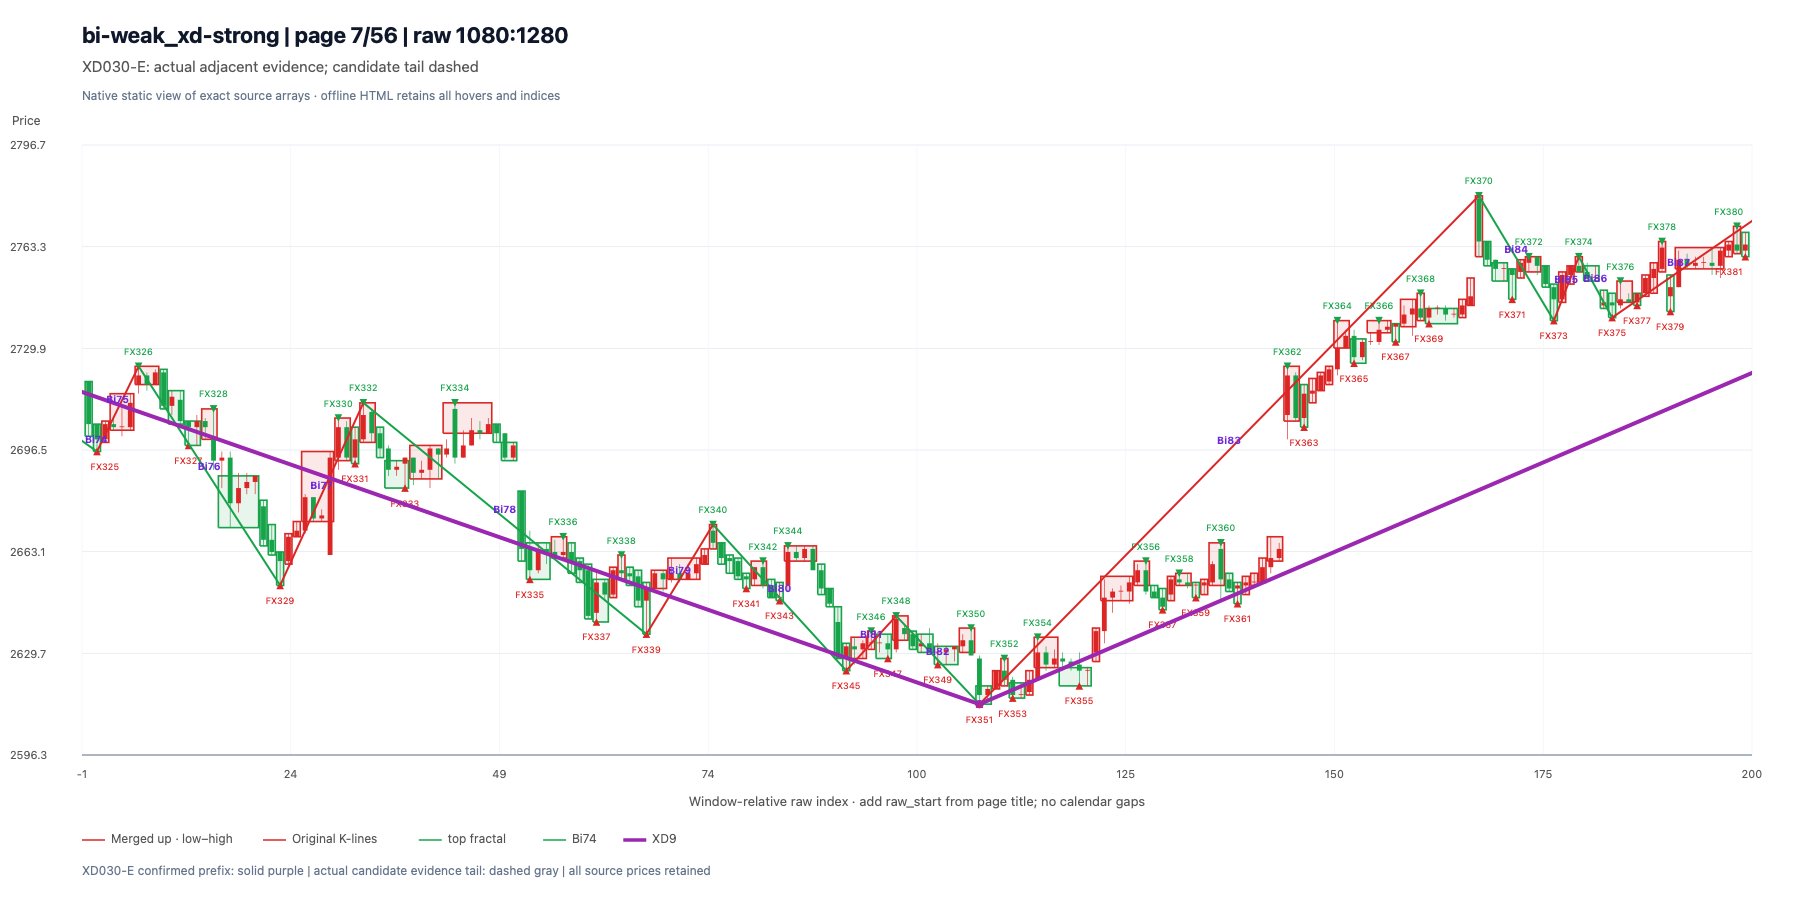 bi-weak_xd-strong | page 7/56 | raw 1080:1280
XD030-E: actual adjacent evidence; candidate tail dashed
Native static view of exact source arrays · offline HTML retains all hovers and indices
Price
2796.7
2763.3
2729.9
2696.5
2663.1
2629.7
2596.3
FX370
FX380
FX378
FX372
FX374
Bi84
FX376
Bi85
Bi86
FX381
FX368
FX364
FX366
FX371
FX373
FX375
FX377
FX379
FX369
FX367
FX365
FX362
FX363
Bi83
FX326
Bi75
FX328
FX325
FX327
Bi76
FX329
FX330
FX332
FX331
FX333
FX334
Bi78
FX336
FX335
FX338
FX337
FX339
FX340
Bi79
FX342
FX344
FX341
Bi80
FX343
FX346
FX348
Bi81
FX345
FX347
FX350
Bi82
FX349
FX352
FX351
FX353
FX354
FX355
FX356
FX358
FX360
FX357
FX359
FX361
-1
24
49
74
100
125
150
175
200
Window-relative raw index · add raw_start from page title; no calendar gaps
Merged up · low–high
Original K-lines
top fractal
Bi74
XD9
XD030-E confirmed prefix: solid purple | actual candidate evidence tail: dashed gray | all source prices retained